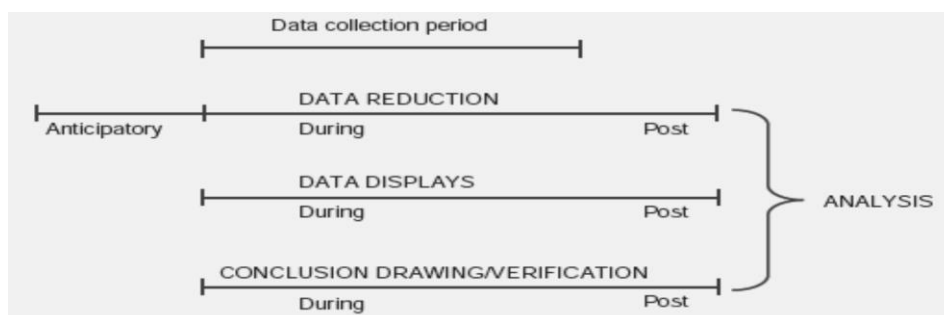 Data collection period
DATA REDUCTION
Anticipatory During Post
DATA DISPLAYS
During Post
ANALYSIS
CONCLUSION DRAWING/VERIFICATION
During Post